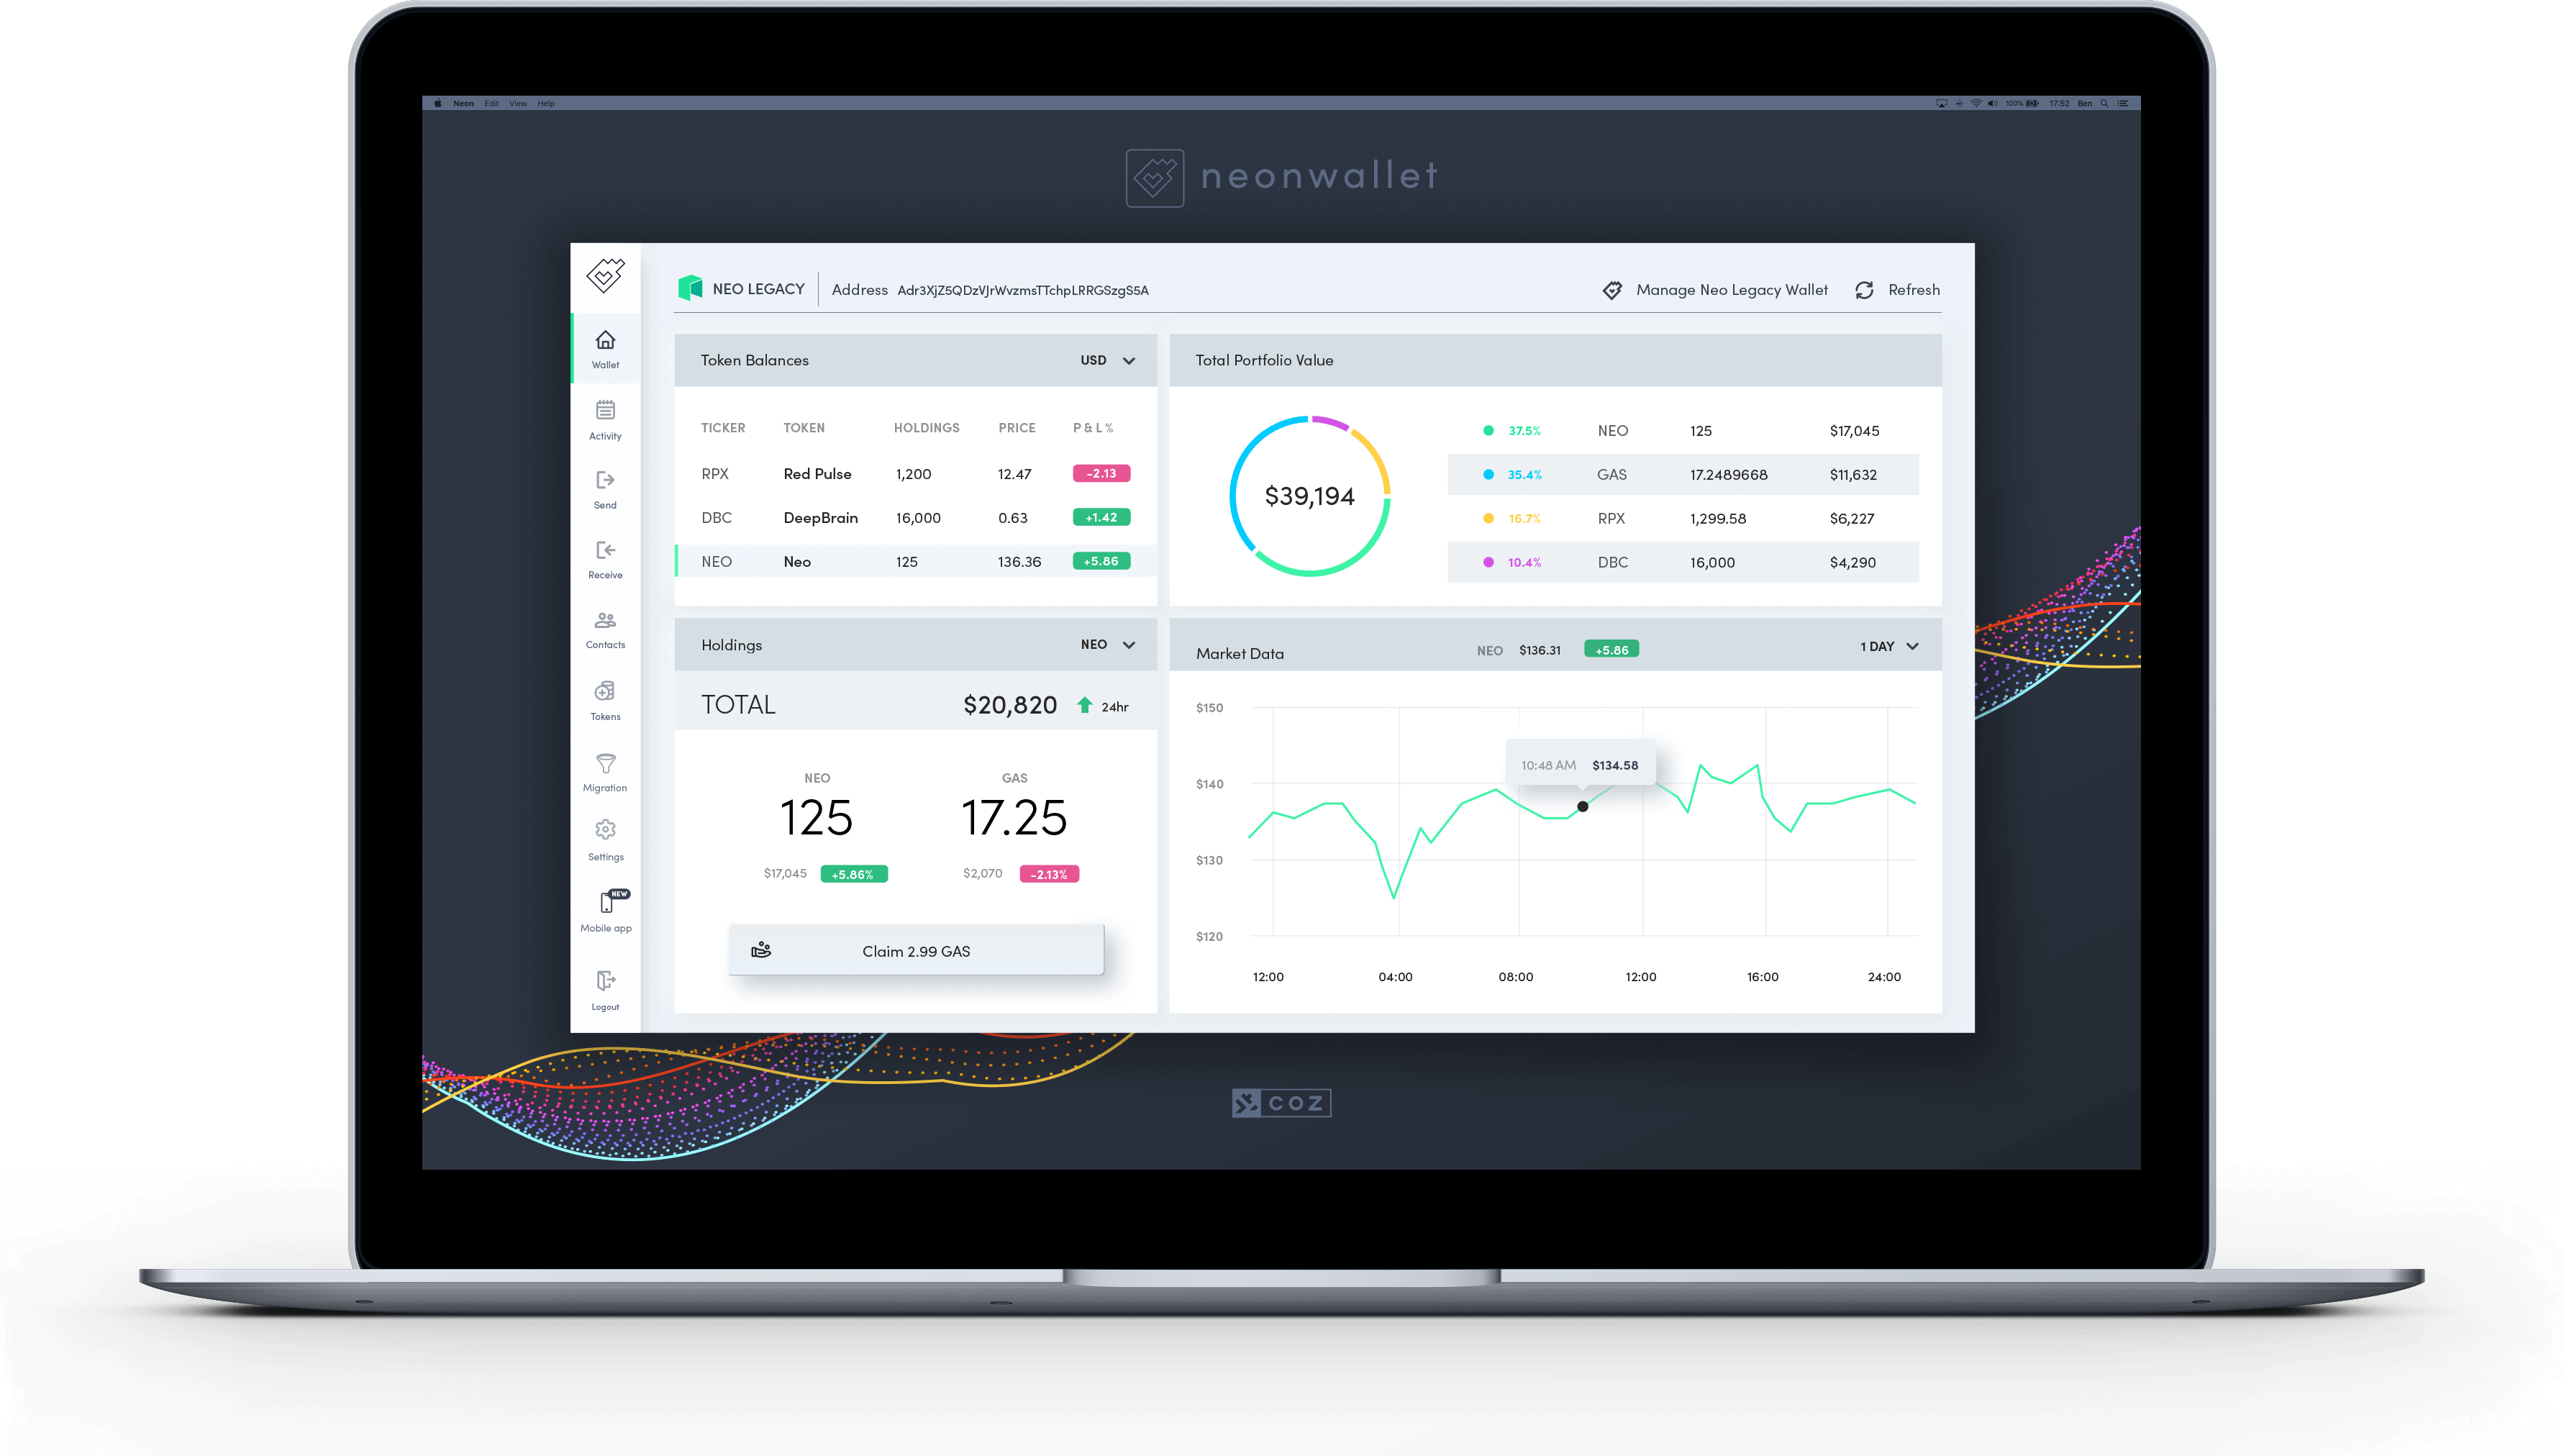 Neon Edit View Help
100% 17:52 Ben
neonwallet
NEO LEGACY Address Adr3XjZ5QDzVJrWvzmsTTchpLRRGSzgS5A
Manage Neo Legacy Wallet Refresh
Wallet
Activity
Send
Receive
Contacts
Tokens
Migration
Settings
NEW
Mobile app
Logout
Token Balances USD
TICKER TOKEN HOLDINGS PRICE P & L %
RPX Red Pulse 1,200 12.47 -2.13
DBC DeepBrain 16,000 0.63 +1.42
NEO Neo 125 136.36 +5.86
Total Portfolio Value
$39,194
37.5% NEO 125 $17,045
35.4% GAS 17.2489668 $11,632
16.7% RPX 1,299.58 $6,227
10.4% DBC 16,000 $4,290
Holdings NEO
TOTAL $20,820 24hr
NEO GAS
125 17.25
$17,045 +5.86% $2,070 -2.13%
Claim 2.99 GAS
Market Data NEO $136.31 +5.86 1 DAY
$150
10:48 AM $134.58
$140
$130
$120
12:00 04:00 08:00 12:00 16:00 24:00
COZ